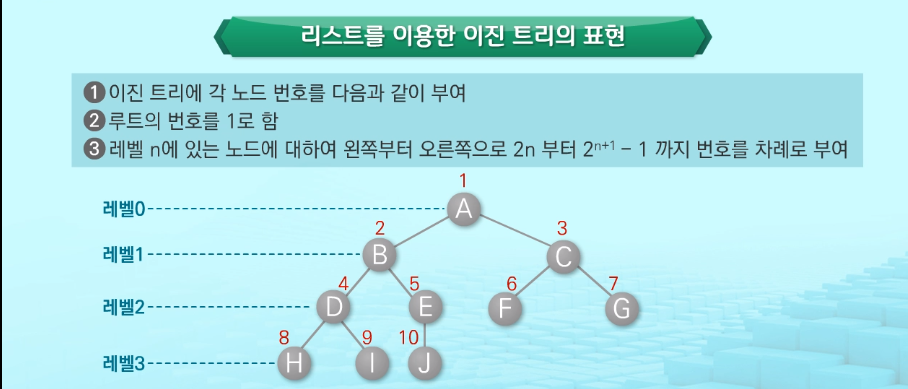 리스트를 이용한 이진 트리의 표현
1 이진 트리에 각 노드 번호를 다음과 같이 부여
2 루트의 번호를 1로 함
3 레벨 n에 있는 노드에 대하여 왼쪽부터 오른쪽으로 2n 부터 2ⁿ⁺¹ – 1 까지 번호를 차례로 부여
1
레벨0 A
2 3
레벨1 B C
4 5 6 7
레벨2 D E F G
8 9 10
레벨3 H I J